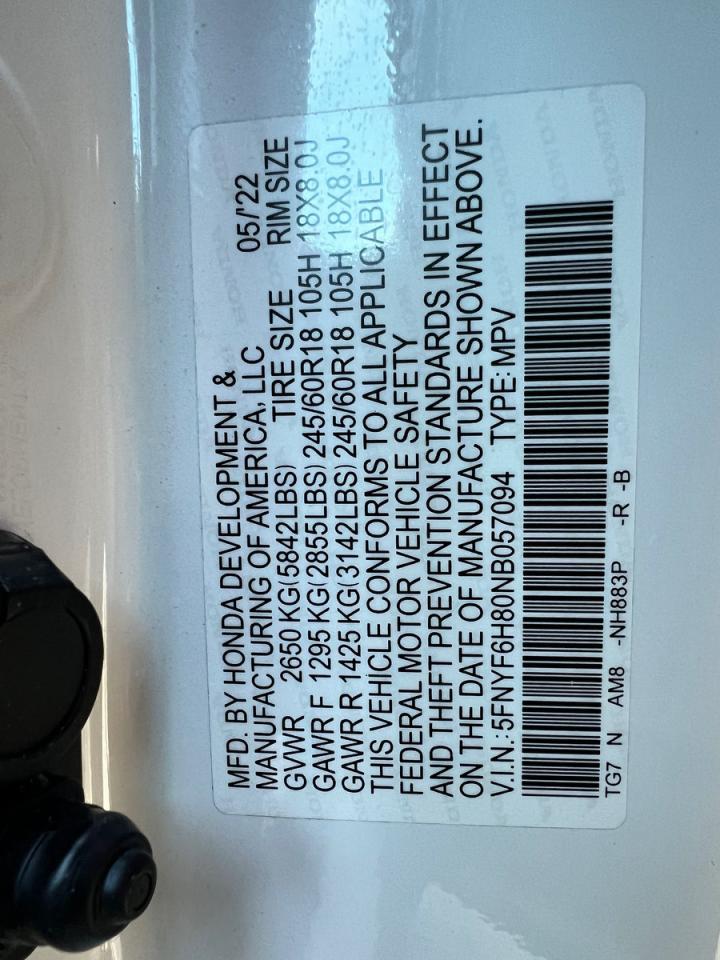 MFD. BY HONDA DEVELOPMENT &
MANUFACTURING OF AMERICA, LLC 05/'22
GVWR 2650 KG(5842LBS) TIRE SIZE RIM SIZE
GAWR F 1295 KG(2855LBS) 245/60R18 105H 18X8.0J
GAWR R 1425 KG(3142LBS) 245/60R18 105H 18X8.0J
THIS VEHICLE CONFORMS TO ALL APPLICABLE
FEDERAL MOTOR VEHICLE SAFETY
AND THEFT PREVENTION STANDARDS IN EFFECT
ON THE DATE OF MANUFACTURE SHOWN ABOVE.
V.I.N.: 5FNYF6H80NB057094 TYPE: MPV
TG7 N AM8 -NH883P -R -B